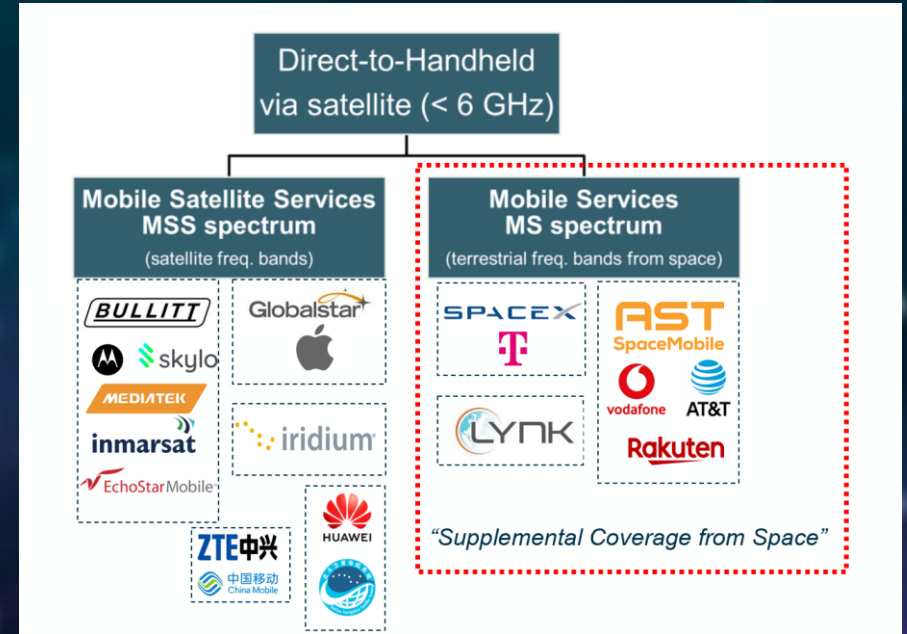 Direct-to-Handheld
via satellite (< 6 GHz)
Mobile Satellite Services
MSS spectrum
(satellite freq. bands)
Mobile Services
MS spectrum
(terrestrial freq. bands from space)
BULLITT
skylo
MEDIATEK
inmarsat
EchoStar Mobile
Globalstar
iridium
ZTE中兴
中国移动
China Mobile
HUAWEI
SPACEX
T
LYNK
AST
SpaceMobile
vodafone
AT&T
Rakuten
“Supplemental Coverage from Space”